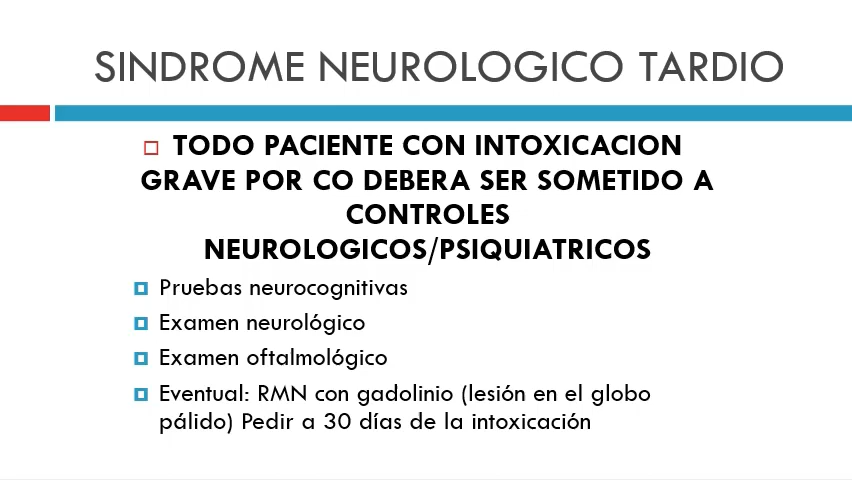 SINDROME NEUROLOGICO TARDIO
TODO PACIENTE CON INTOXICACION
GRAVE POR CO DEBERA SER SOMETIDO A
CONTROLES
NEUROLOGICOS/PSIQUIATRICOS
Pruebas neurocognitivas
Examen neurológico
Examen oftalmológico
Eventual: RMN con gadolinio (lesión en el globo
pálido) Pedir a 30 días de la intoxicación